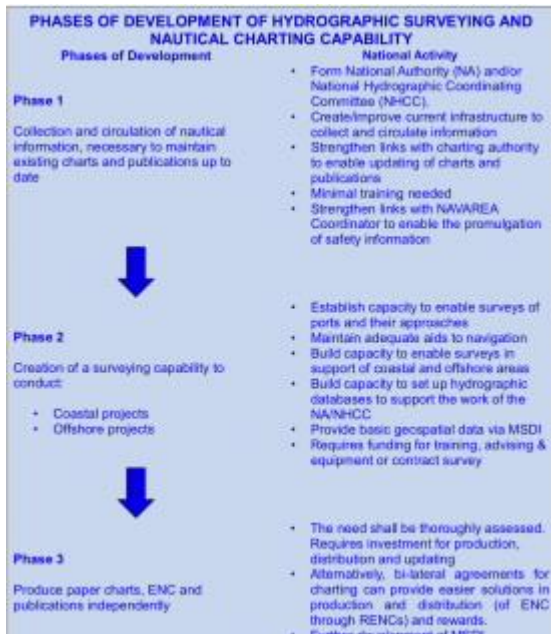 PHASES OF DEVELOPMENT OF HYDROGRAPHIC SURVEYING AND
NAUTICAL CHARTING CAPABILITY
Phases of Development
National Activity
Phase 1
Collection and circulation of nautical
information, necessary to maintain
existing charts and publications up to
date
• Form National Authority (NA) and/or
National Hydrographic Coordinating
Committee (NHCC).
• Create/improve current infrastructure to
collect and circulate information
• Strengthen links with charting authority
to enable updating of charts and
publications
• Minimal training needed
• Strengthen links with NAVAREA
Coordinator to enable the promulgation
of safety information
Phase 2
Creation of a surveying capability to
conduct:
• Coastal projects
• Offshore projects
• Establish capacity to enable surveys of
ports and their approaches
• Maintain adequate aids to navigation
• Build capacity to enable surveys in
support of coastal and offshore areas
• Build capacity to set up hydrographic
databases to support the work of the
NA/NHCC
• Provide basic geospatial data via MSDI
• Requires funding for training, advising &
equipment or contract survey
Phase 3
Produce paper charts, ENC and
publications independently
• The need shall be thoroughly assessed.
Requires investment for production,
distribution and updating
• Alternatively, bi-lateral agreements for
charting can provide easier solutions in
production and distribution (of ENC
through RENCs) and rewards.
• Further development of MSDI